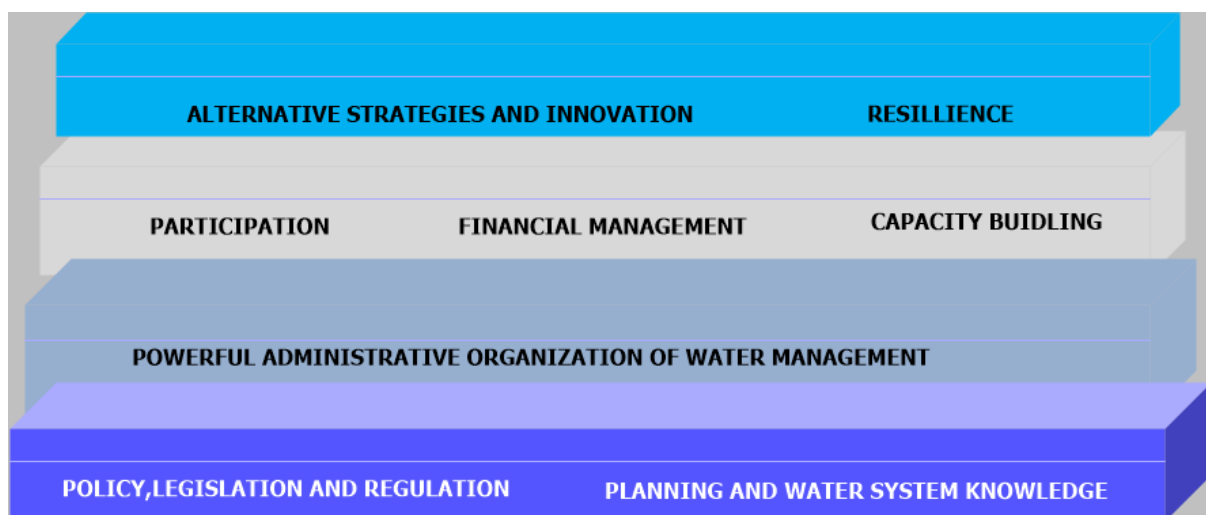 ALTERNATIVE STRATEGIES AND INNOVATION RESILLIENCE
PARTICIPATION FINANCIAL MANAGEMENT CAPACITY BUIDLING
POWERFUL ADMINISTRATIVE ORGANIZATION OF WATER MANAGEMENT
POLICY,LEGISLATION AND REGULATION PLANNING AND WATER SYSTEM KNOWLEDGE